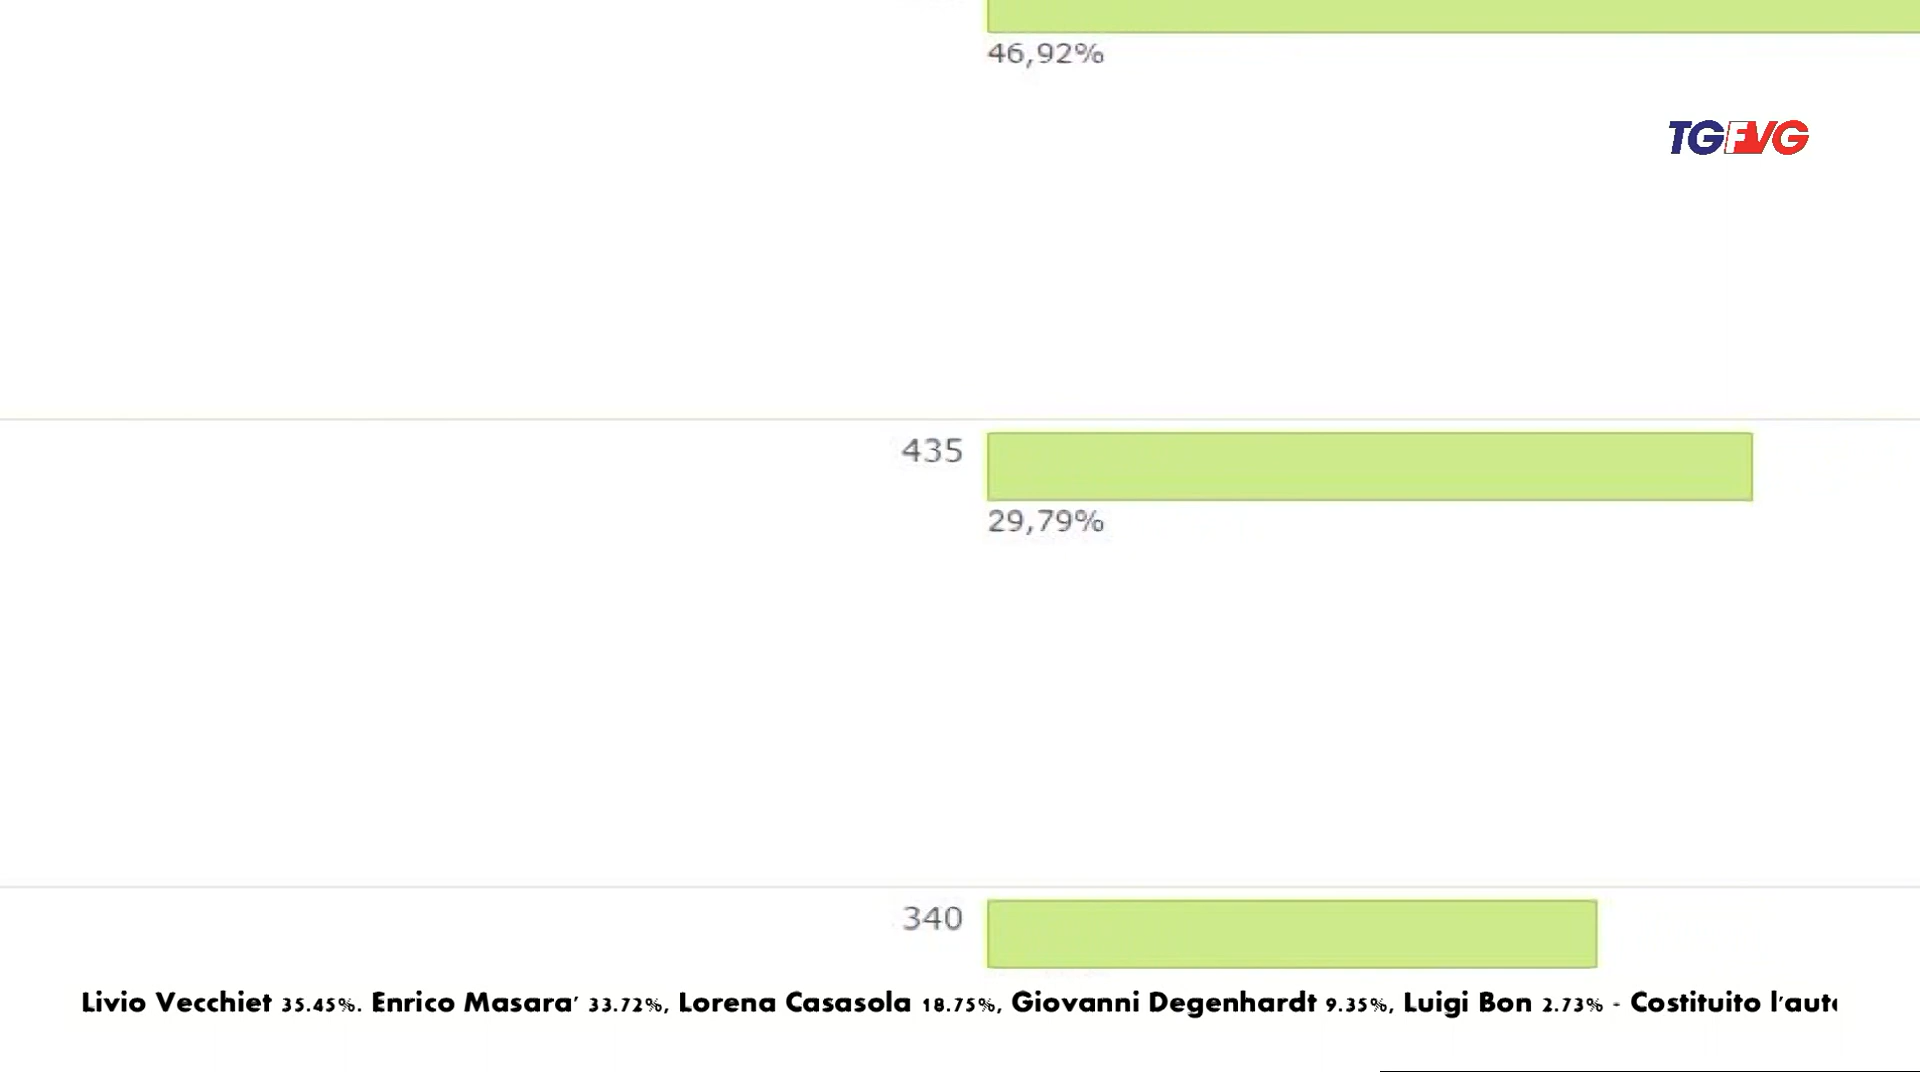 46,92%
TGFVG
435
29,79%
340
Livio Vecchiet 35.45%. Enrico Masara' 33.72%, Lorena Casasola 18.75%, Giovanni Degenhardt 9.35%, Luigi Bon 2.73% - Costituito l'aut